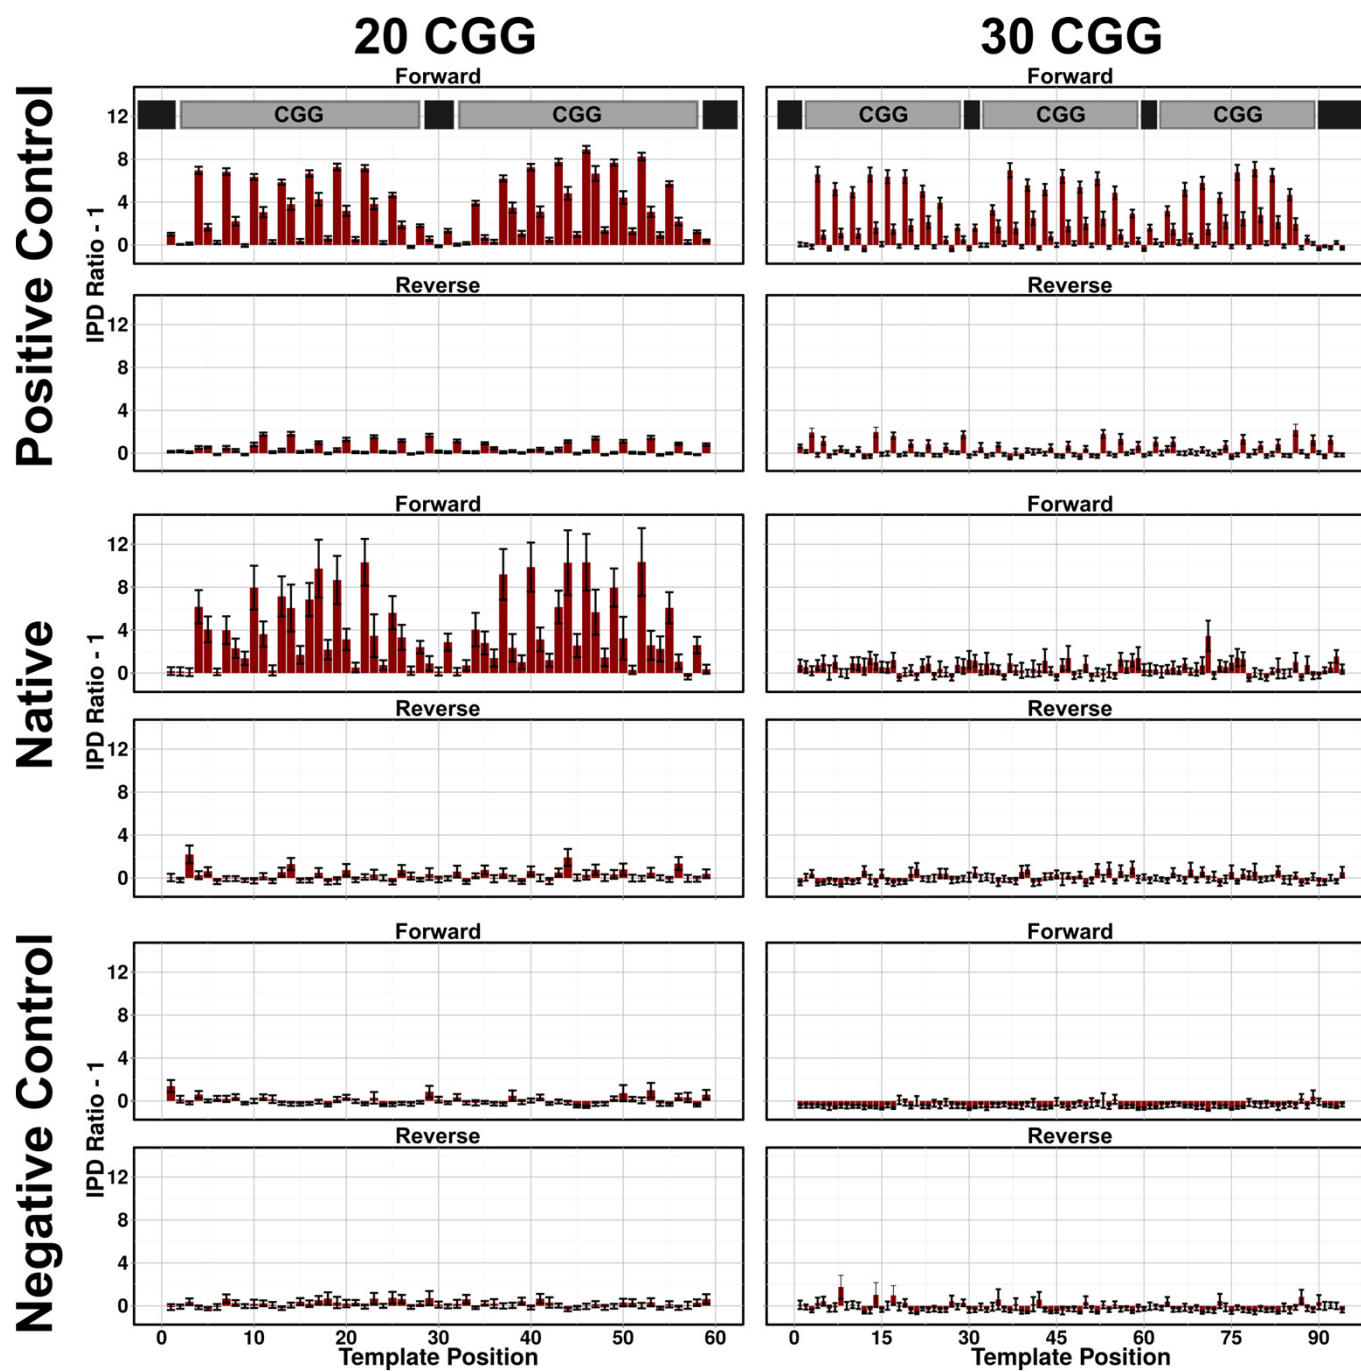 20 CGG
30 CGG
Positive Control
Forward
Forward
IPD Ratio - 1
12
8
4
0
CGG
CGG
CGG
CGG
CGG
Reverse
Reverse
12
8
4
0
Native
Forward
Forward
IPD Ratio - 1
12
8
4
0
Reverse
Reverse
12
8
4
0
Negative Control
Forward
Forward
IPD Ratio - 1
12
8
4
0
Reverse
Reverse
12
8
4
0
0 10 20 30 40 50 60
0 15 30 45 60 75 90
Template Position
Template Position